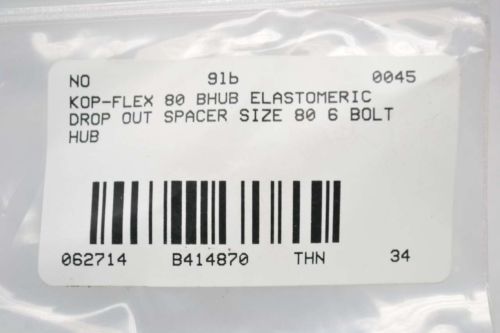 NO 91b 0045
KOP-FLEX 80 BHUB ELASTOMERIC
DROP OUT SPACER SIZE 80 6 BOLT
HUB
062714 B414870 THN 34